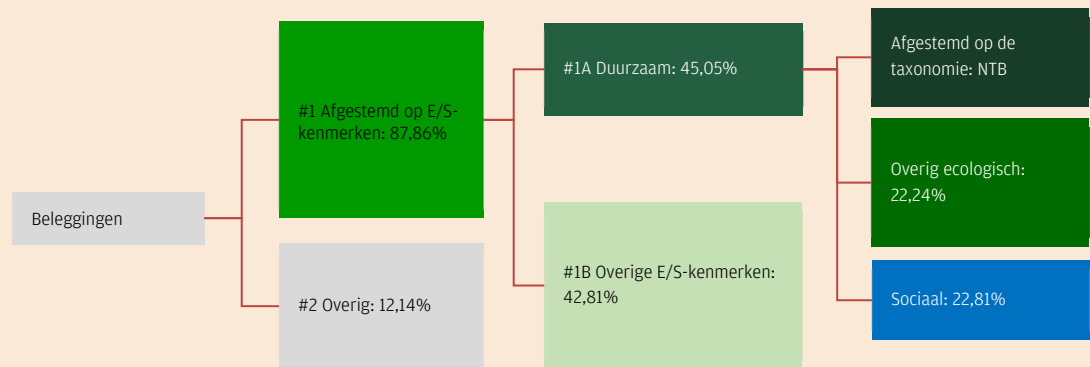 Beleggingen
#1 Afgestemd op E/S-
kenmerken: 87,86%
#2 Overig: 12,14%
#1A Duurzaam: 45,05%
#1B Overige E/S-kenmerken:
42,81%
Afgestemd op de
taxonomie: NTB
Overig ecologisch:
22,24%
Sociaal: 22,81%